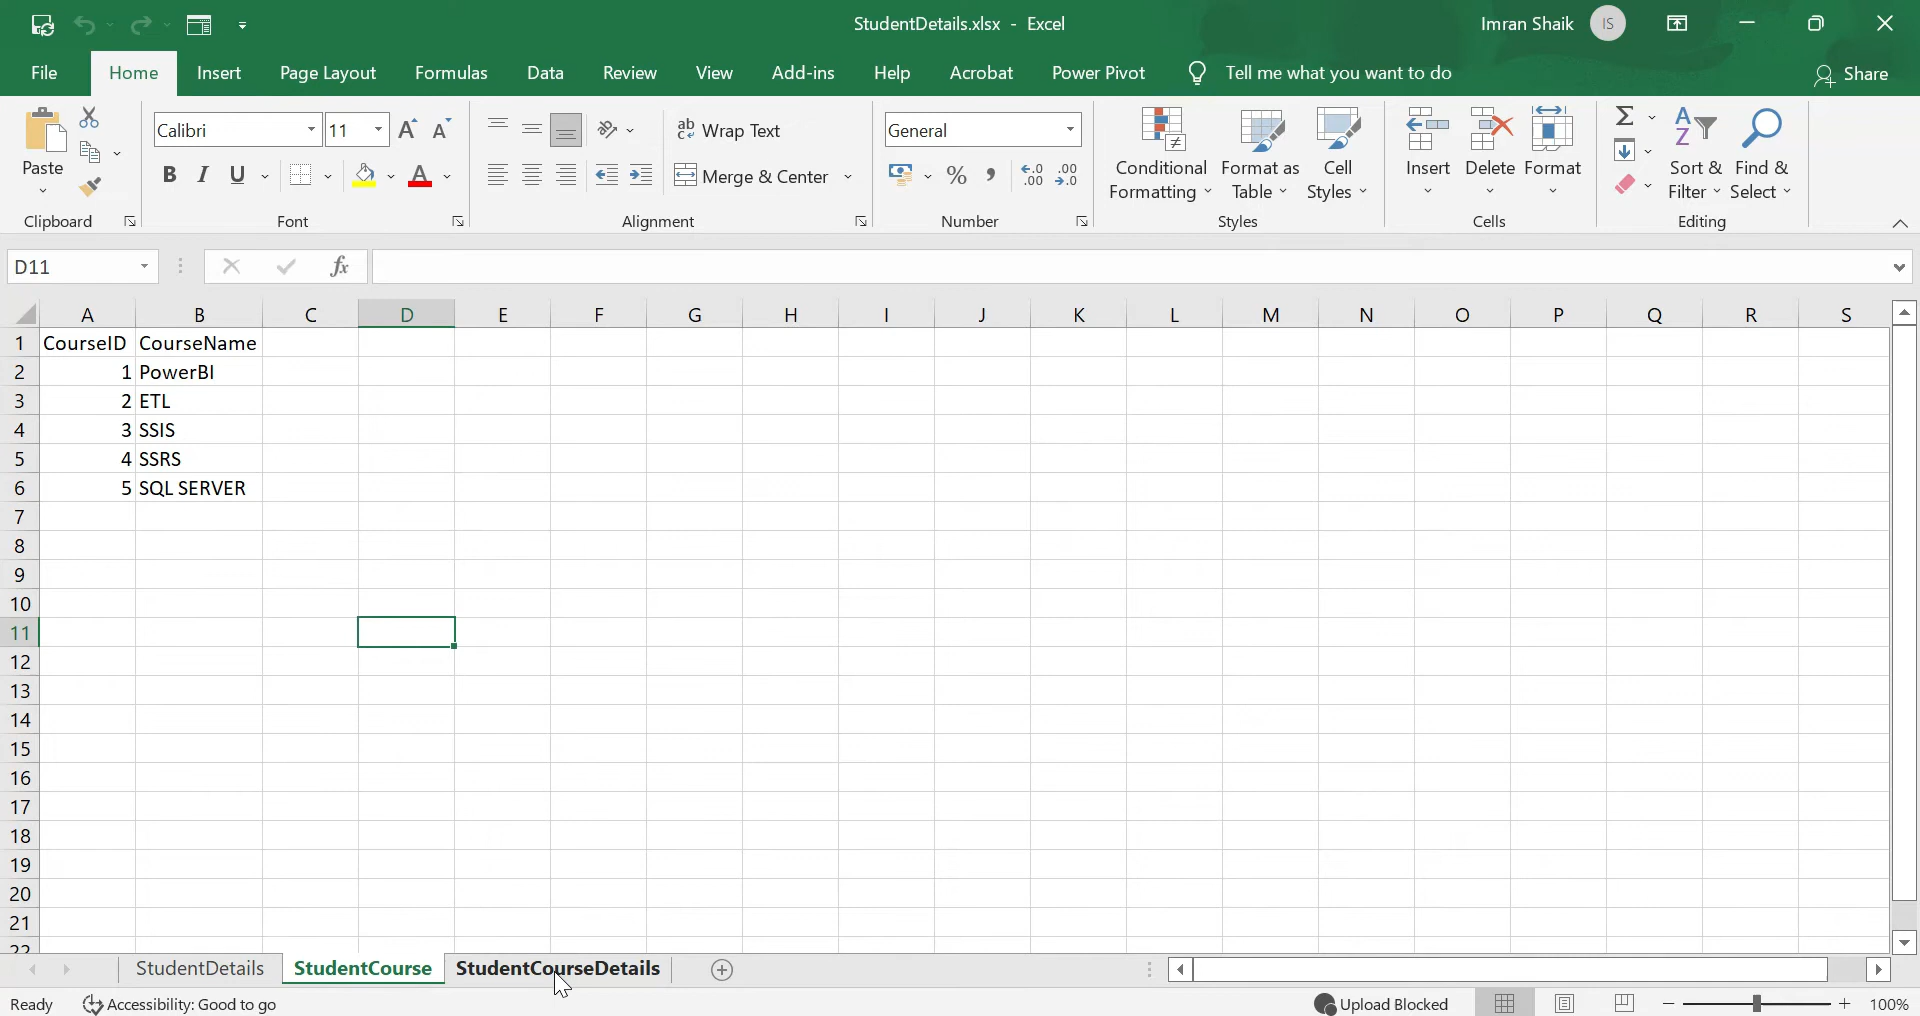 StudentDetails.xlsx - Excel
Imran Shaik IS
File Home Insert Page Layout Formulas Data Review View Add-ins Help Acrobat Power Pivot Tell me what you want to do Share
Paste
Clipboard
Calibri 11
B I U
Font
Wrap Text
Merge & Center
Alignment
General
Number
Conditional Formatting
Format as Table
Cell Styles
Styles
Insert Delete Format
Cells
Sort & Filter
Find & Select
Editing
D11 fx
A B C D E F G H I J K L M N O P Q R S
1 CourseID CourseName
2 1 PowerBI
3 2 ETL
4 3 SSIS
5 4 SSRS
6 5 SQL SERVER
7
8
9
10
11
12
13
14
15
16
17
18
19
20
21
22
StudentDetails StudentCourse StudentCourseDetails
Ready Accessibility: Good to go Upload Blocked 100%